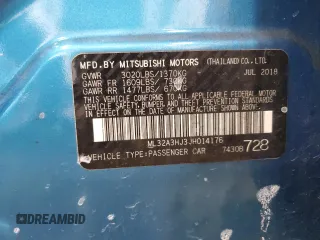 MFD.BY MITSUBISHI MOTORS (THAILAND CO., LTD.
GVWR 3020LBS/1370KG JUL 2018
GAWR FR 1609LBS/ 730KG
GAWR RR 1477LBS/ 670KG
THIS VEHICLE CONFORMS TO ALL APPLICABLE FEDERAL
MOTOR VEHICLE SAFETY, BUMPER, AND THEFT
PREVENTION STANDARDS IN EFFECT ON THE DATE OF
MANUFACTURE SHOWN ABOVE.
ML32A3HJ3JH014176
VEHICLE TYPE:PASSENGER CAR 74308 728
DREAMBID